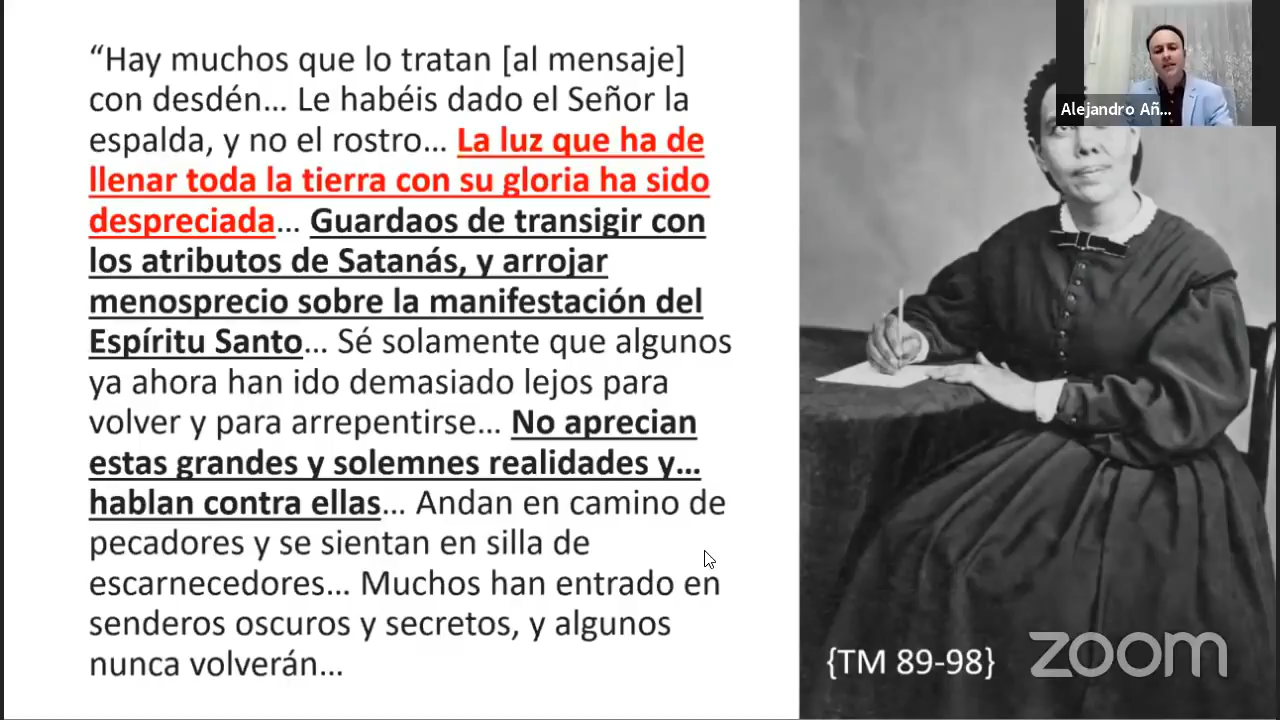 “Hay muchos que lo tratan [al mensaje]
con desdén... Le habéis dado el Señor la
espalda, y no el rostro... La luz que ha de
llenar toda la tierra con su gloria ha sido
despreciada... Guardaos de transigir con
los atributos de Satanás, y arrojar
menosprecio sobre la manifestación del
Espíritu Santo... Sé solamente que algunos
ya ahora han ido demasiado lejos para
volver y para arrepentirse... No aprecian
estas grandes y solemnes realidades y...
hablan contra ellas... Andan en camino de
pecadores y se sientan en silla de
escarnecedores... Muchos han entrado en
senderos oscuros y secretos, y algunos
nunca volverán...
Alejandro Añ...
{TM 89-98}
zoom